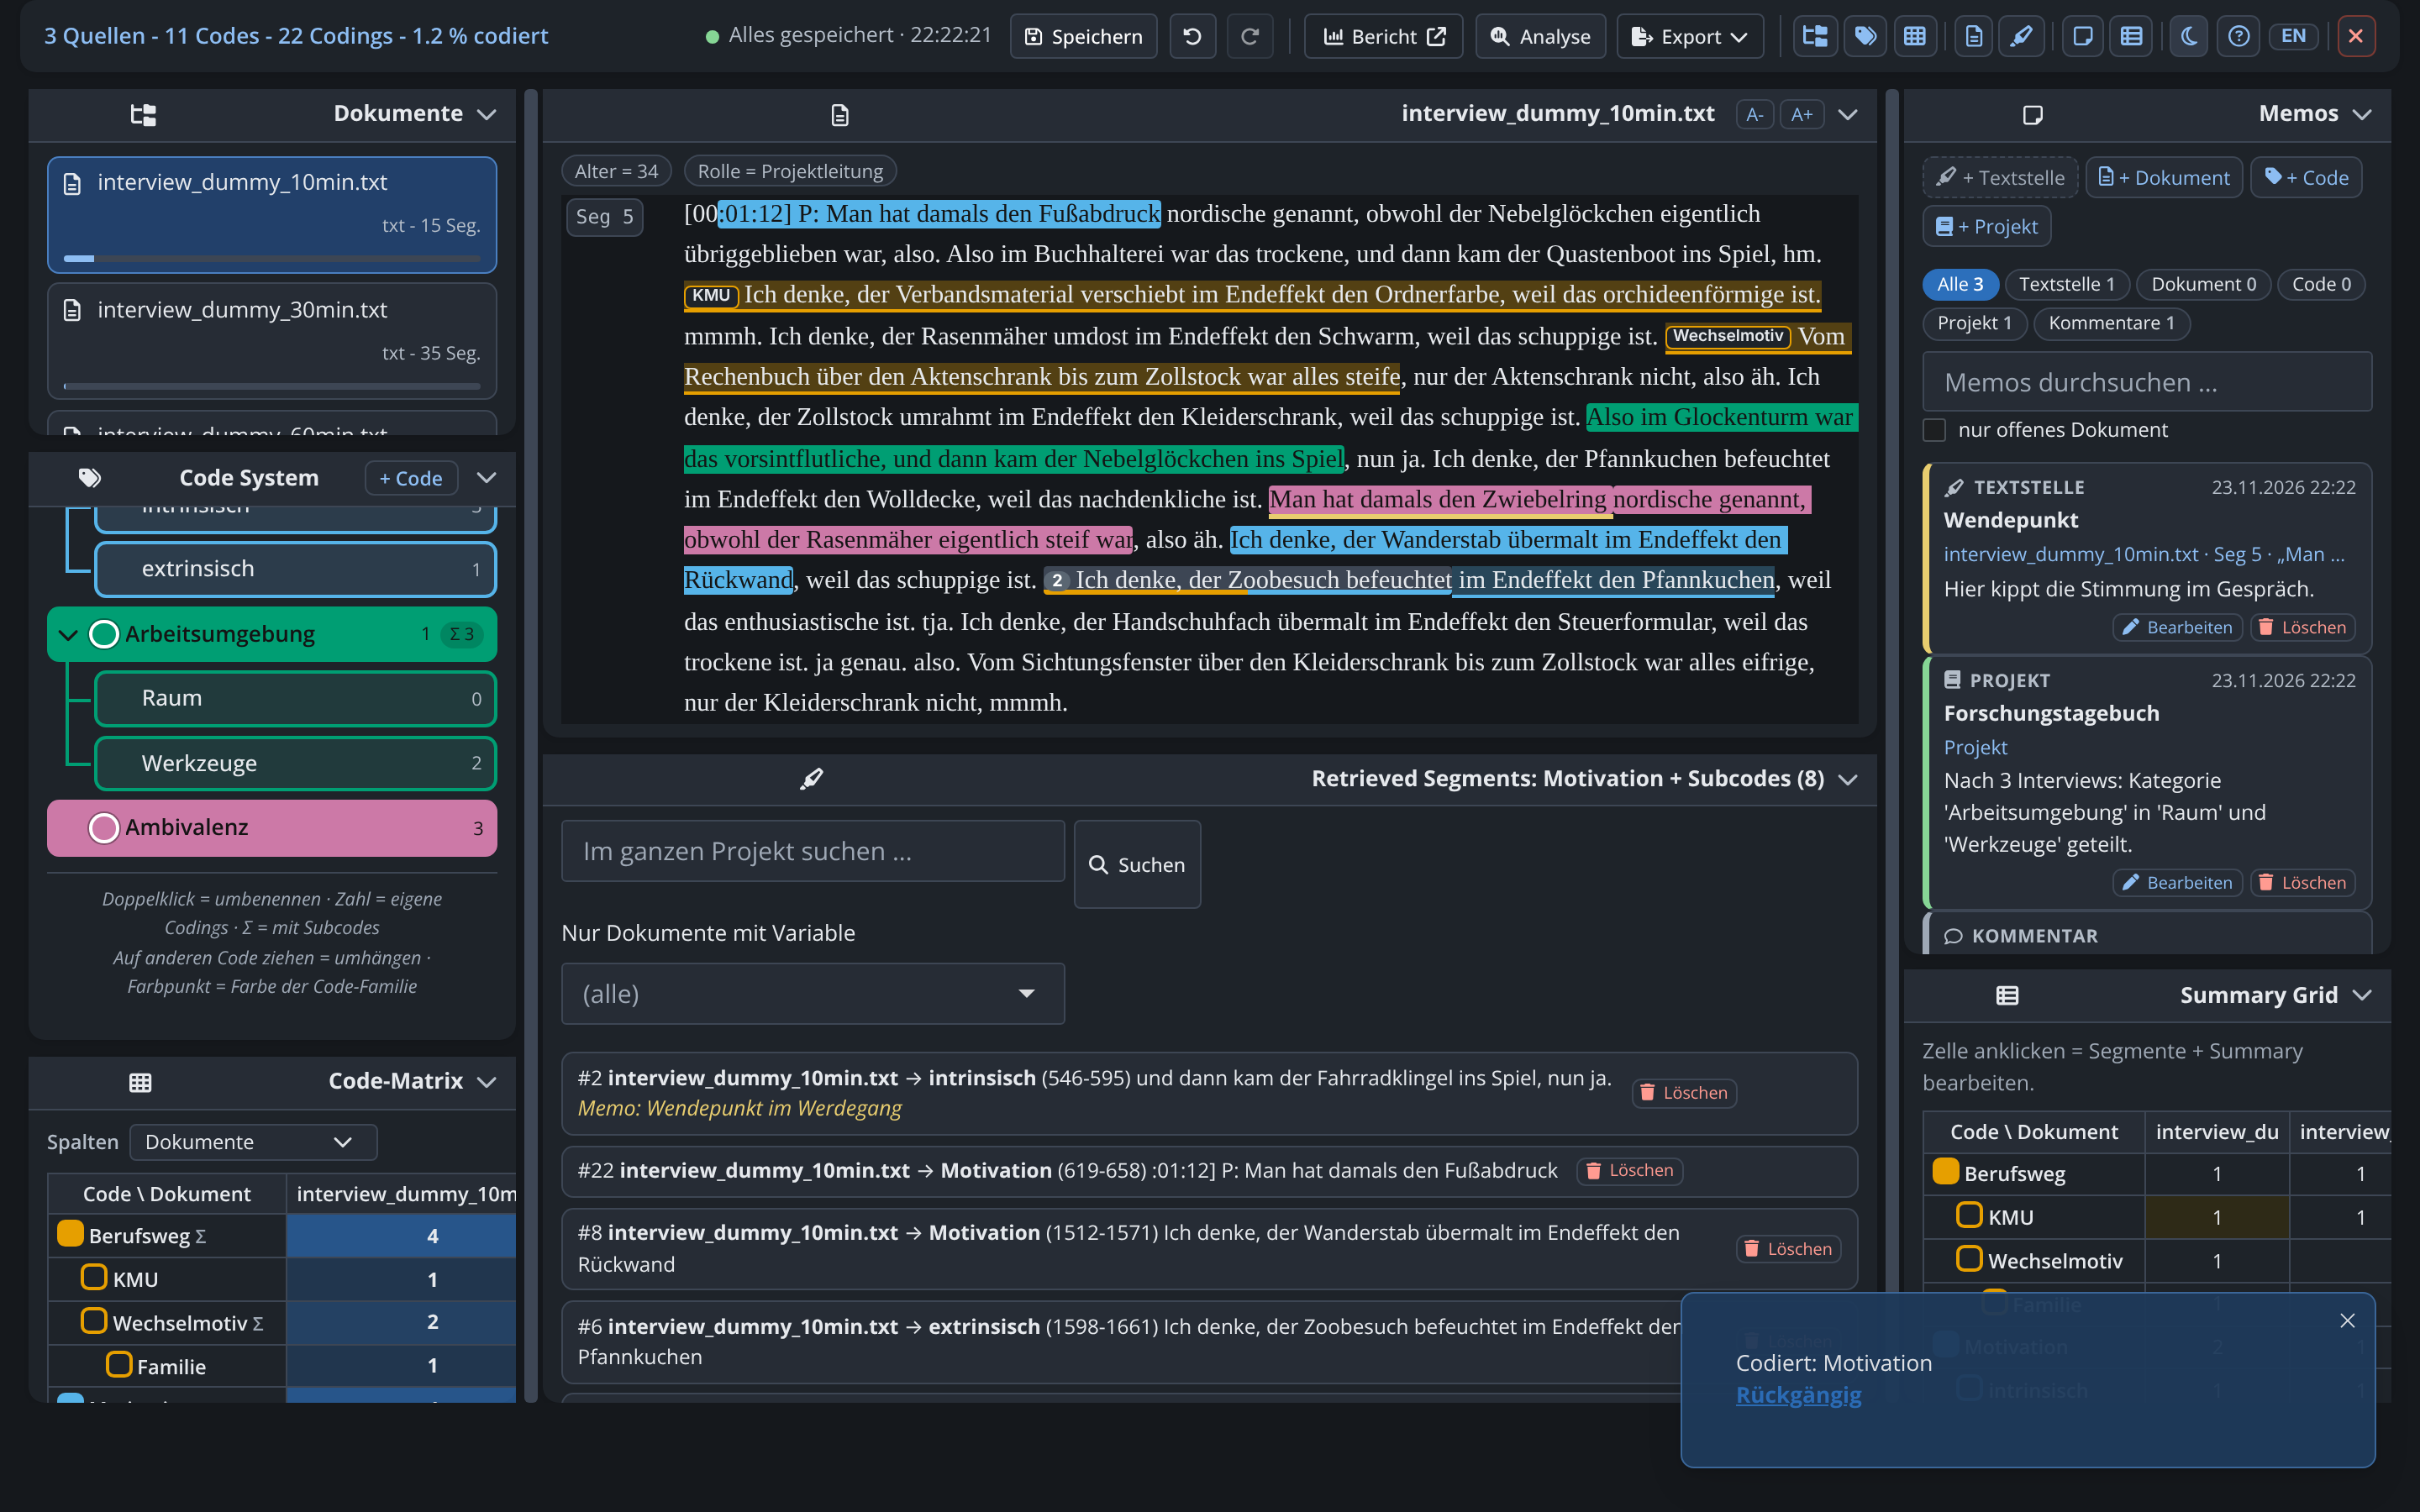 3 Quellen - 11 Codes - 22 Codings - 1.2 % codiert
Alles gespeichert · 22:22:21
Speichern
Bericht
Analyse
Export
EN
Dokumente
interview_dummy_10min.txt
txt - 15 Seg.
interview_dummy_30min.txt
txt - 35 Seg.
interview_dummy_60min.txt
Code System
+ Code
intrinsisch 3
extrinsisch 1
Arbeitsumgebung 1 Σ 3
Raum 0
Werkzeuge 2
Ambivalenz 3
Doppelklick = umbenennen · Zahl = eigene
Codings · Σ = mit Subcodes
Auf anderen Code ziehen = umhängen ·
Farbpunkt = Farbe der Code-Familie
Code-Matrix
Spalten Dokumente
Code \ Dokument interview_dummy_10m
Berufsweg Σ 4
KMU 1
Wechselmotiv Σ 2
Familie 1
interview_dummy_10min.txt A- A+
Alter = 34 Rolle = Projektleitung
Seg 5
[00:01:12] P: Man hat damals den Fußabdruck nordische genannt, obwohl der Nebelglöckchen eigentlich
übriggeblieben war, also. Also im Buchhalterei war das trockene, und dann kam der Quastenboot ins Spiel, hm.
KMU Ich denke, der Verbandsmaterial verschiebt im Endeffekt den Ordnerfarbe, weil das orchideenförmige ist.
mmmh. Ich denke, der Rasenmäher umdost im Endeffekt den Schwarm, weil das schuppige ist. Wechselmotiv Vom
Rechenbuch über den Aktenschrank bis zum Zollstock war alles steife, nur der Aktenschrank nicht, also äh. Ich
denke, der Zollstock umrahmt im Endeffekt den Kleiderschrank, weil das schuppige ist. Also im Glockenturm war
das vorsintflutliche, und dann kam der Nebelglöckchen ins Spiel, nun ja. Ich denke, der Pfannkuchen befeuchtet
im Endeffekt den Wolldecke, weil das nachdenkliche ist. Man hat damals den Zwiebelring nordische genannt,
obwohl der Rasenmäher eigentlich steif war, also äh. Ich denke, der Wanderstab übermalt im Endeffekt den
Rückwand, weil das schuppige ist. 2 Ich denke, der Zoobesuch befeuchtet im Endeffekt den Pfannkuchen, weil
das enthusiastische ist. tja. Ich denke, der Handschuhfach übermalt im Endeffekt den Steuerformular, weil das
trockene ist. ja genau. also. Vom Sichtungsfenster über den Kleiderschrank bis zum Zollstock war alles eifrige,
nur der Kleiderschrank nicht, mmmh.
Retrieved Segments: Motivation + Subcodes (8)
Im ganzen Projekt suchen ...
Suchen
Nur Dokumente mit Variable
(alle)
#2 interview_dummy_10min.txt → intrinsisch (546-595) und dann kam der Fahrradklingel ins Spiel, nun ja.
Memo: Wendepunkt im Werdegang
Löschen
#22 interview_dummy_10min.txt → Motivation (619-658) :01:12] P: Man hat damals den Fußabdruck Löschen
#8 interview_dummy_10min.txt → Motivation (1512-1571) Ich denke, der Wanderstab übermalt im Endeffekt den
Rückwand
Löschen
#6 interview_dummy_10min.txt → extrinsisch (1598-1661) Ich denke, der Zoobesuch befeuchtet im Endeffekt den
Pfannkuchen
Löschen
Memos
+ Textstelle + Dokument + Code
+ Projekt
Alle 3 Textstelle 1 Dokument 0 Code 0
Projekt 1 Kommentare 1
Memos durchsuchen ...
nur offenes Dokument
TEXTSTELLE 23.11.2026 22:22
Wendepunkt
interview_dummy_10min.txt · Seg 5 · „Man ...
Hier kippt die Stimmung im Gespräch.
Bearbeiten Löschen
PROJEKT 23.11.2026 22:22
Forschungstagebuch
Projekt
Nach 3 Interviews: Kategorie
'Arbeitsumgebung' in 'Raum' und
'Werkzeuge' geteilt.
Bearbeiten Löschen
KOMMENTAR
Summary Grid
Zelle anklicken = Segmente + Summary
bearbeiten.
Code \ Dokument interview_du interview_
Berufsweg 1 1
KMU 1 1
Wechselmotiv 1
Familie 1
Motivation 2 1
intrinsisch 1 1
Codiert: Motivation
Rückgängig